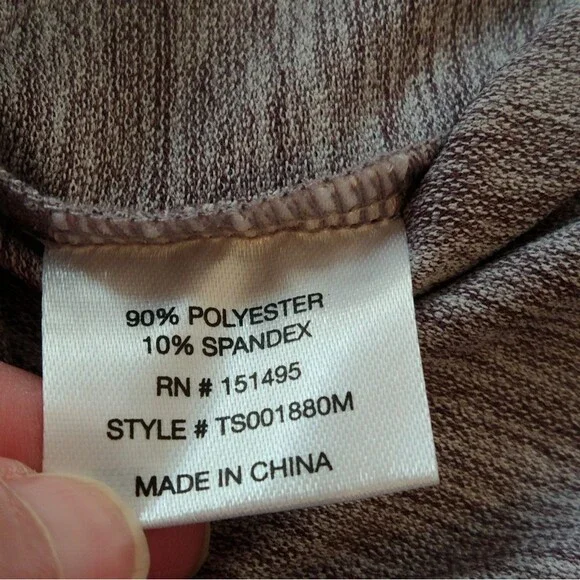 90% POLYESTER
10% SPANDEX
RN # 151495
STYLE # TS001880M
MADE IN CHINA